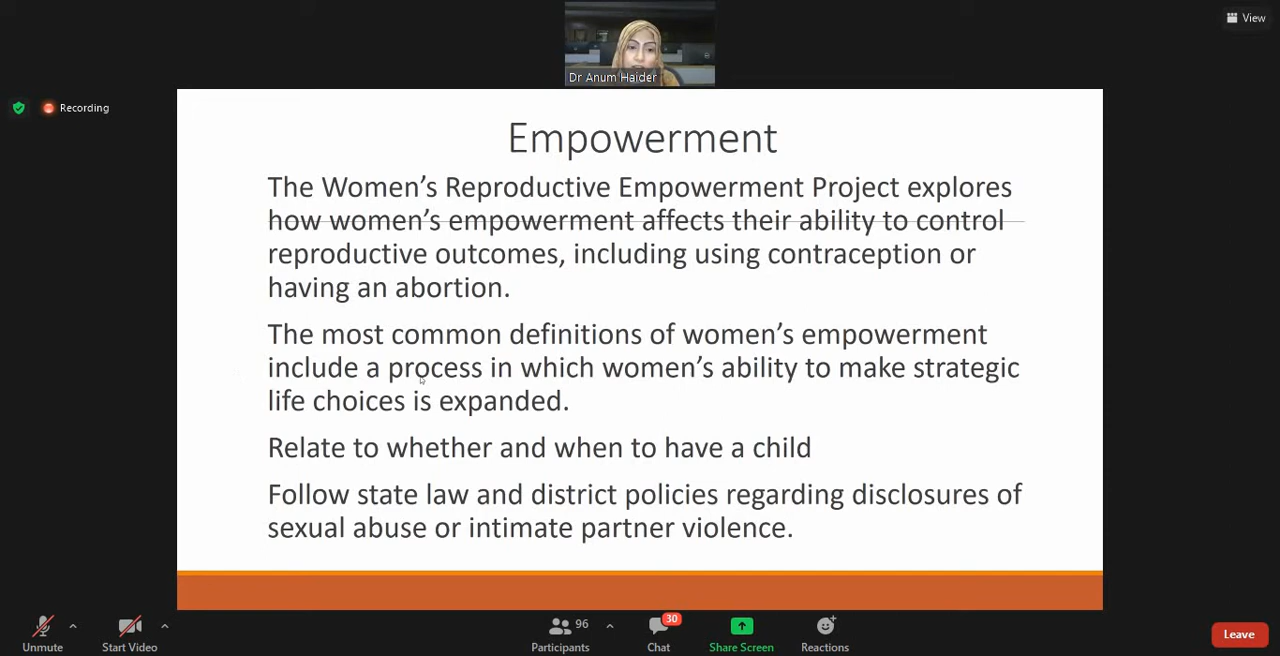 View
Dr Anum Haider
Recording
Empowerment
The Women's Reproductive Empowerment Project explores
how women's empowerment affects their ability to control
reproductive outcomes, including using contraception or
having an abortion.
The most common definitions of women's empowerment
include a process in which women's ability to make strategic
life choices is expanded.
Relate to whether and when to have a child
Follow state law and district policies regarding disclosures of
sexual abuse or intimate partner violence.
96
30
Unmute
Start Video
Participants
Chat
Share Screen
Reactions
Leave